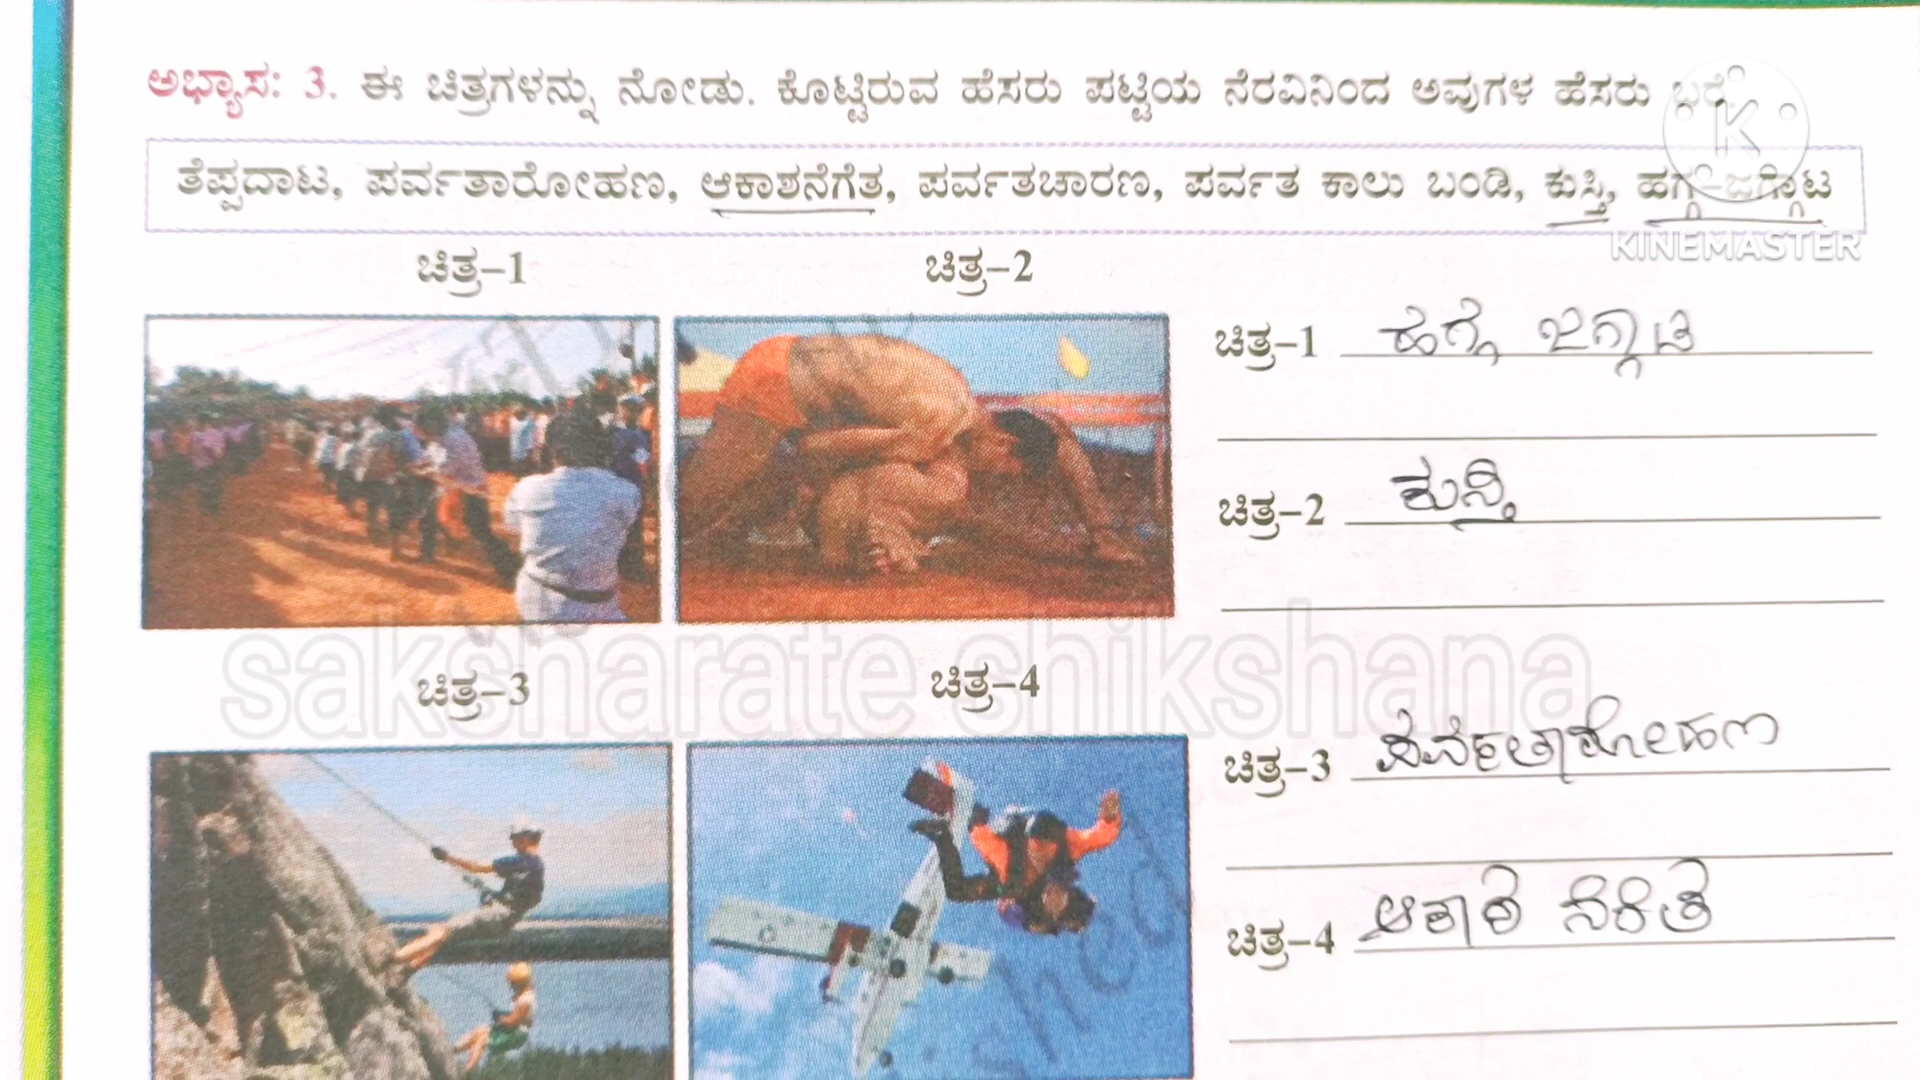 ಅಭ್ಯಾಸ: 3. ಈ ಚಿತ್ರಗಳನ್ನು ನೋಡು. ಕೊಟ್ಟಿರುವ ಹೆಸರು ಪಟ್ಟಿಯ ನೆರವಿನಿಂದ ಅವುಗಳ ಹೆಸರು ಬರೆ.
ತೆಪ್ಪದಾಟ, ಪರ್ವತಾರೋಹಣ, ಆಕಾಶನೆಗೆತ, ಪರ್ವತಚಾರಣ, ಪರ್ವತ ಕಾಲು ಬಂಡಿ, ಕುಸ್ತಿ, ಹಗ್ಗ-ಜಗ್ಗಾಟ
K
KINEMASTER
ಚಿತ್ರ-1
ಚಿತ್ರ-2
ಚಿತ್ರ-1 ಹಗ್ಗ ಜಗ್ಗಾಟ
ಚಿತ್ರ-2 ಕುಸ್ತಿ
saksharate shikshana
ಚಿತ್ರ-3
ಚಿತ್ರ-4
ಚಿತ್ರ-3 ಪರ್ವತಾರೋಹಣ
ಚಿತ್ರ-4 ಆಕಾಶ